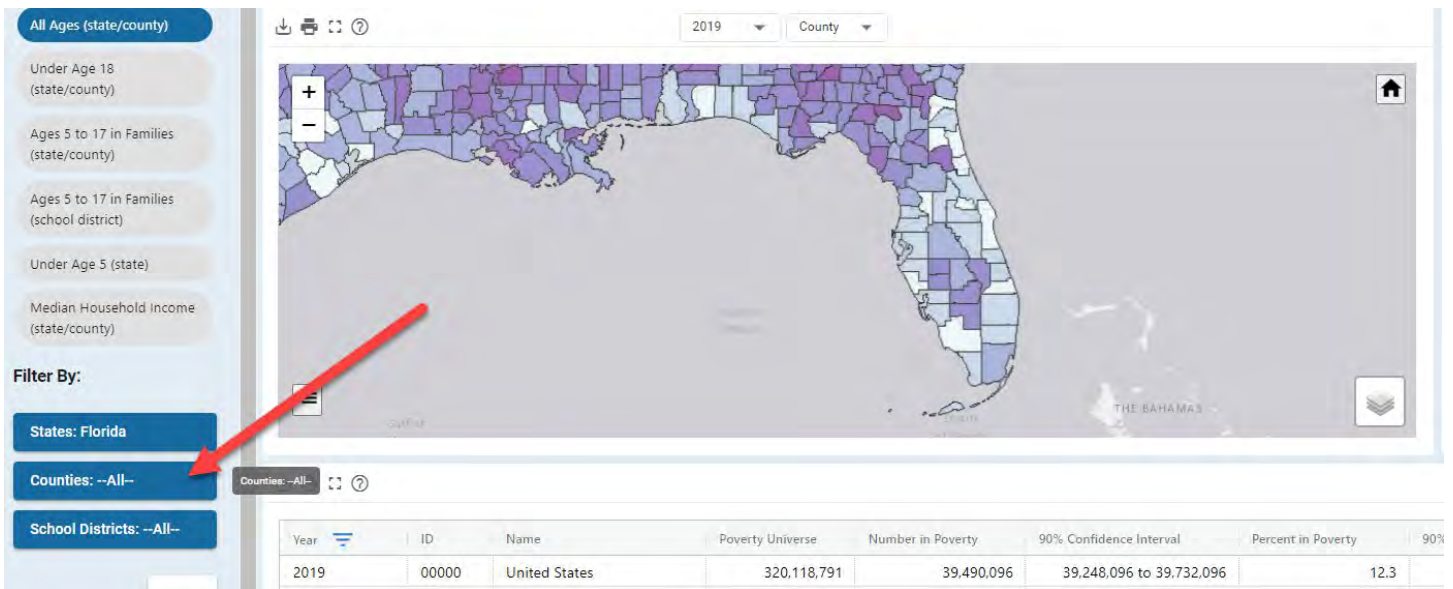 All Ages (state/county)
Under Age 18
(state/county)
Ages 5 to 17 in Families
(state/county)
Ages 5 to 17 in Families
(school district)
Under Age 5 (state)
Median Household Income
(state/county)
Filter By:
States: Florida
Counties: --All--
School Districts: --All--
2019
County
+
−
THE BAHAMAS
Counties: --All--
Year ID Name Poverty Universe Number in Poverty 90% Confidence Interval Percent in Poverty 90%
2019 00000 United States 320,118,791 39,490,096 39,248,096 to 39,732,096 12.3